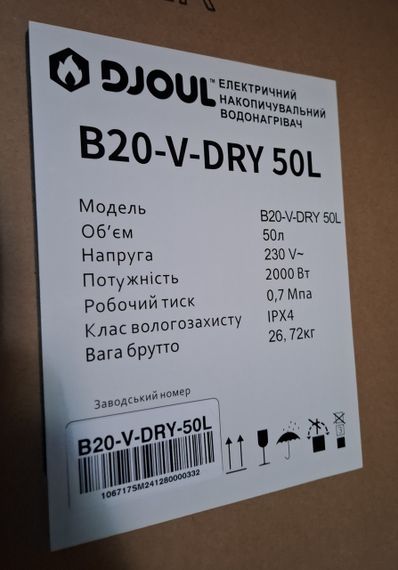 DJOUL™
ЕЛЕКТРИЧНИЙ
НАКОПИЧУВАЛЬНИЙ
ВОДОНАГРІВАЧ
B20-V-DRY 50L
Модель B20-V-DRY 50L
Об’єм 50л
Напруга 230 V~
Потужність 2000 Вт
Робочий тиск 0,7 Мпа
Клас вологозахисту IPX4
Вага брутто 26,72кг
Заводський номер
B20-V-DRY-50L
106717SM241280000332